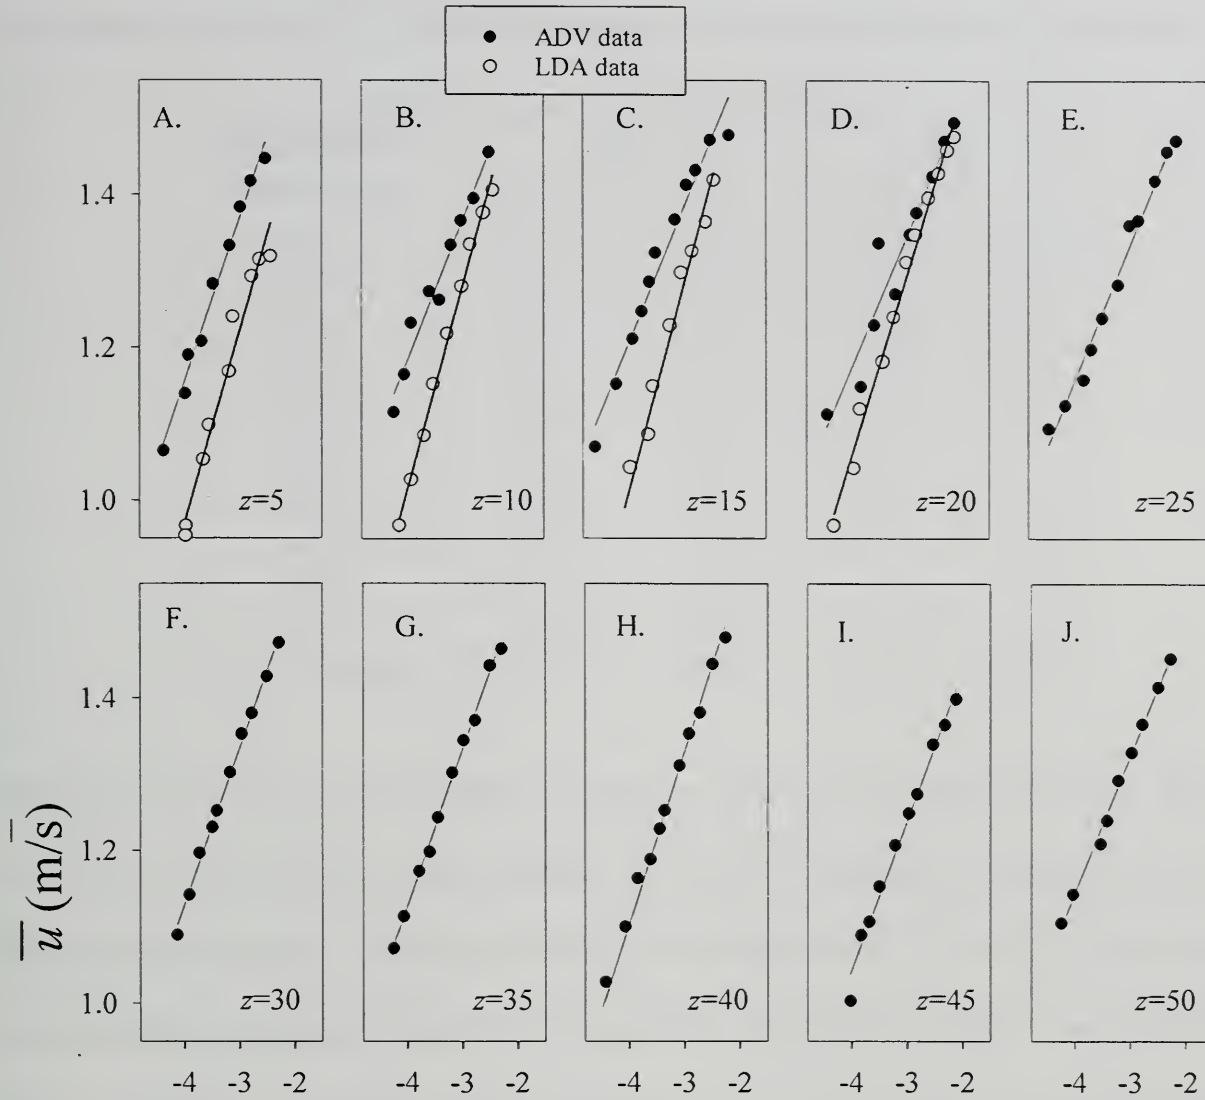 ADV data
LDA data
A. B. C. D. E.
1.4
1.2
1.0
z=5 z=10 z=15 z=20 z=25
F. G. H. I. J.
1.4
1.2
1.0
z=30 z=35 z=40 z=45 z=50
u (m/s)
-4 -3 -2 -4 -3 -2 -4 -3 -2 -4 -3 -2 -4 -3 -2